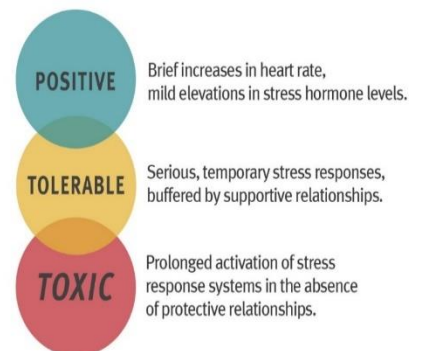 POSITIVE
Brief increases in heart rate,
mild elevations in stress hormone levels.
TOLERABLE
Serious, temporary stress responses,
buffered by supportive relationships.
TOXIC
Prolonged activation of stress
response systems in the absence
of protective relationships.